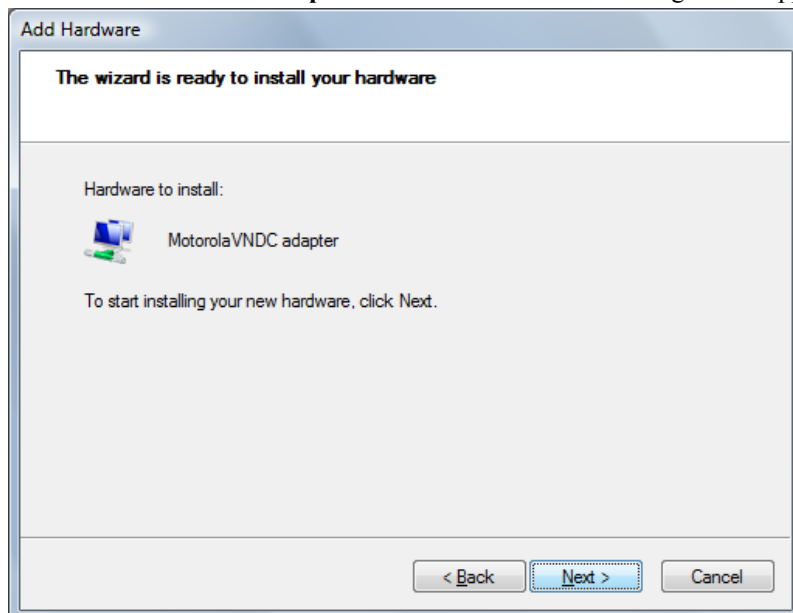 Add Hardware
The wizard is ready to install your hardware
Hardware to install:
MotorolaVNDC adapter
To start installing your new hardware, click Next.
< Back Next > Cancel